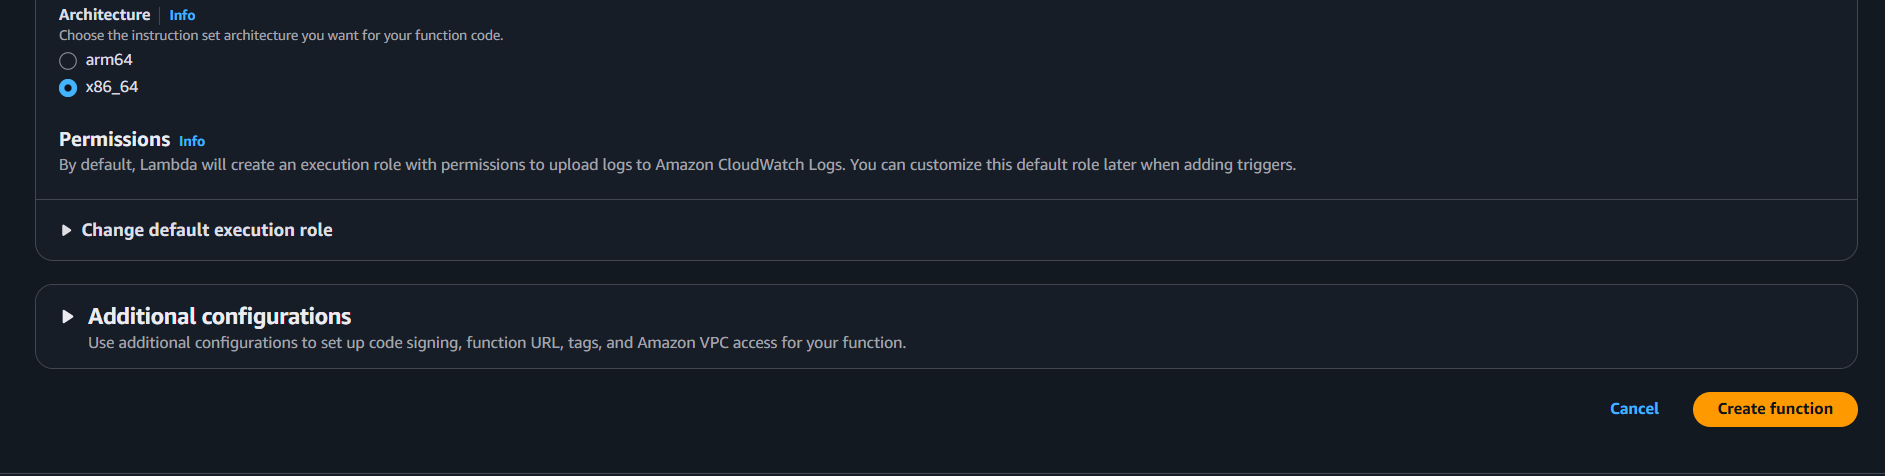 Architecture Info
Choose the instruction set architecture you want for your function code.
arm64
x86_64
Permissions Info
By default, Lambda will create an execution role with permissions to upload logs to Amazon CloudWatch Logs. You can customize this default role later when adding triggers.
Change default execution role
Additional configurations
Use additional configurations to set up code signing, function URL, tags, and Amazon VPC access for your function.
Cancel Create function